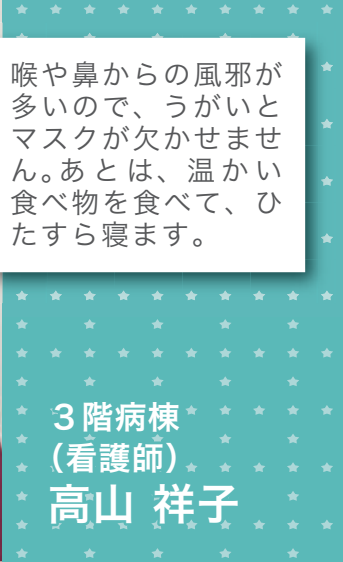 喉や鼻からの風邪が
多いので、うがいと
マスクが欠かせませ
ん。あとは、温かい
食べ物を食べて、ひ
たすら寝ます。
３階病棟
（看護師）
高山 祥子